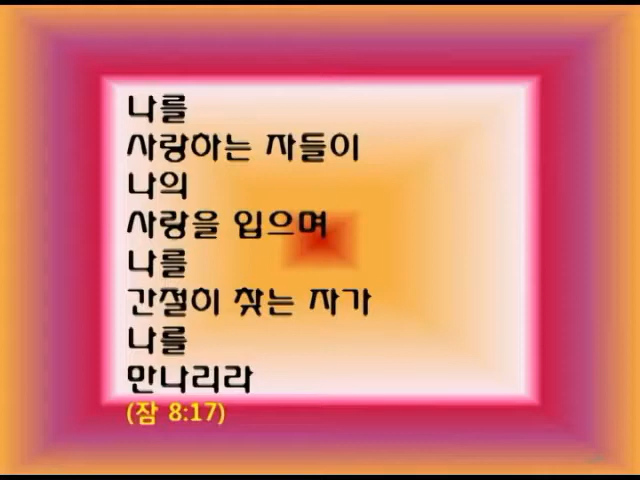 나를
사랑하는 자들이
나의
사랑을 입으며
나를
간절히 찾는 자가
나를
만나리라
(잠 8:17)